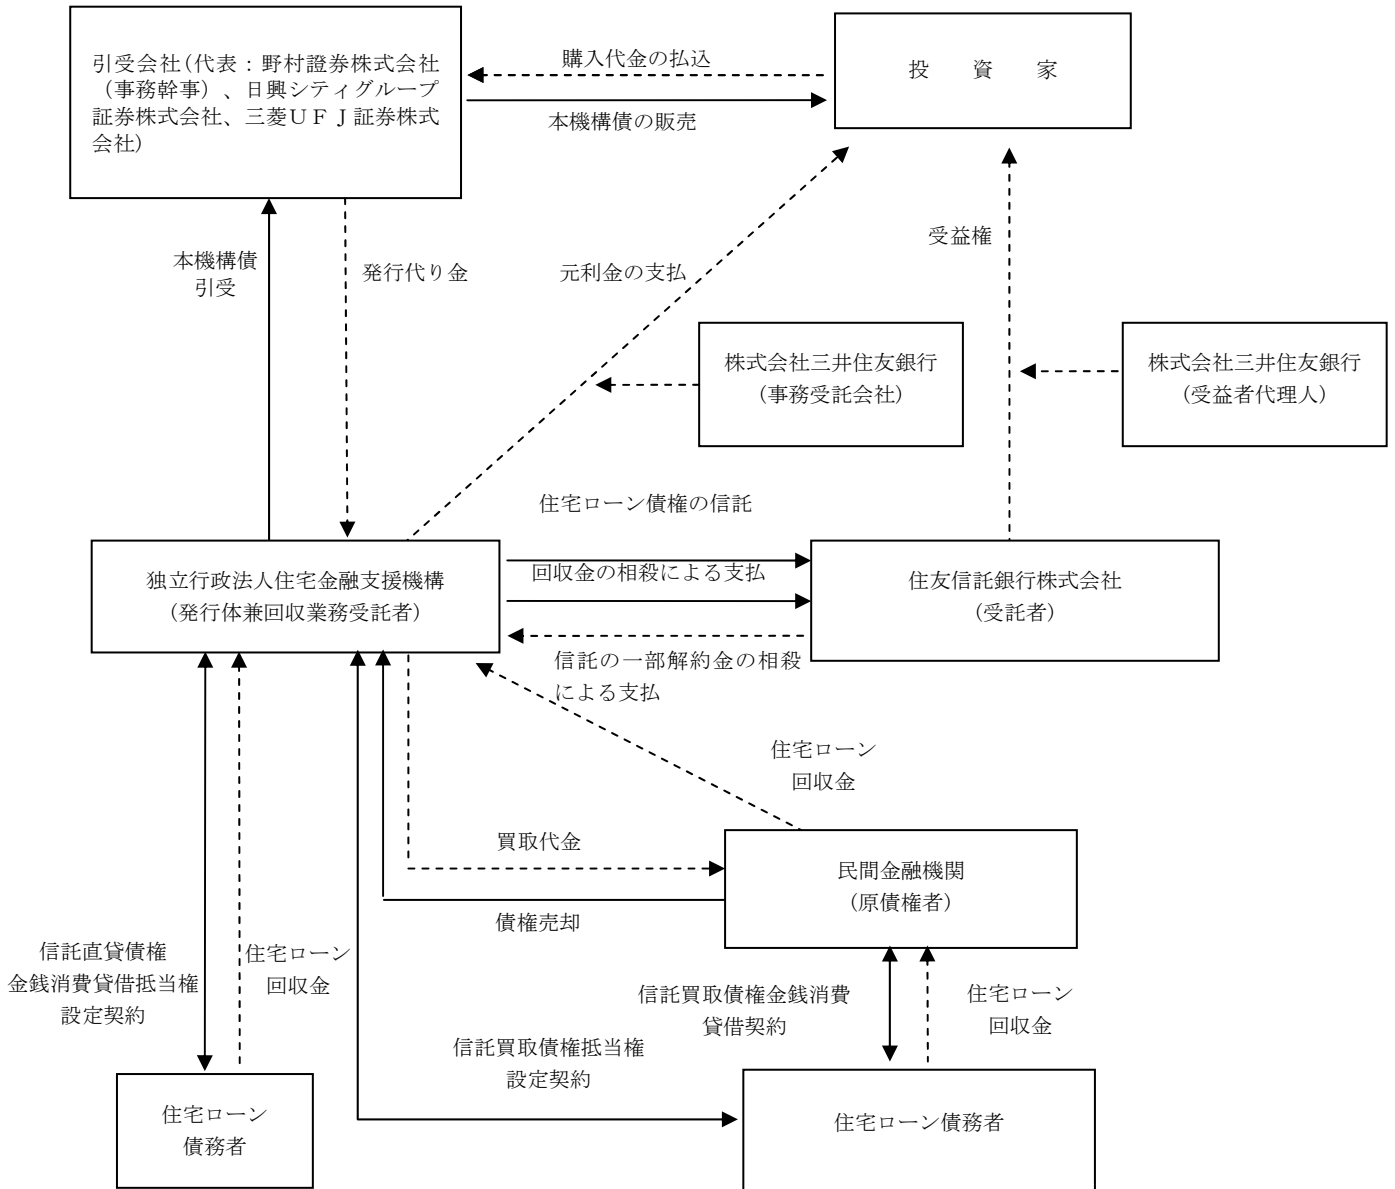 引受会社(代表：野村證券株式会社
（事務幹事）、日興シティグループ
証券株式会社、三菱ＵＦＪ証券株式
会社)
購入代金の払込
本機構債の販売
投　資　家
本機構債
引受
発行代り金
元利金の支払
受益権
株式会社三井住友銀行
（事務受託会社）
株式会社三井住友銀行
（受益者代理人）
住宅ローン債権の信託
独立行政法人住宅金融支援機構
（発行体兼回収業務受託者）
回収金の相殺による支払
住友信託銀行株式会社
（受託者）
信託の一部解約金の相殺
による支払
住宅ローン
回収金
買取代金
民間金融機関
（原債権者）
債権売却
信託直貸債権
金銭消費貸借抵当権
設定契約
住宅ローン
回収金
信託買取債権金銭消費
貸借契約
住宅ローン
回収金
信託買取債権抵当権
設定契約
住宅ローン
債務者
住宅ローン債務者